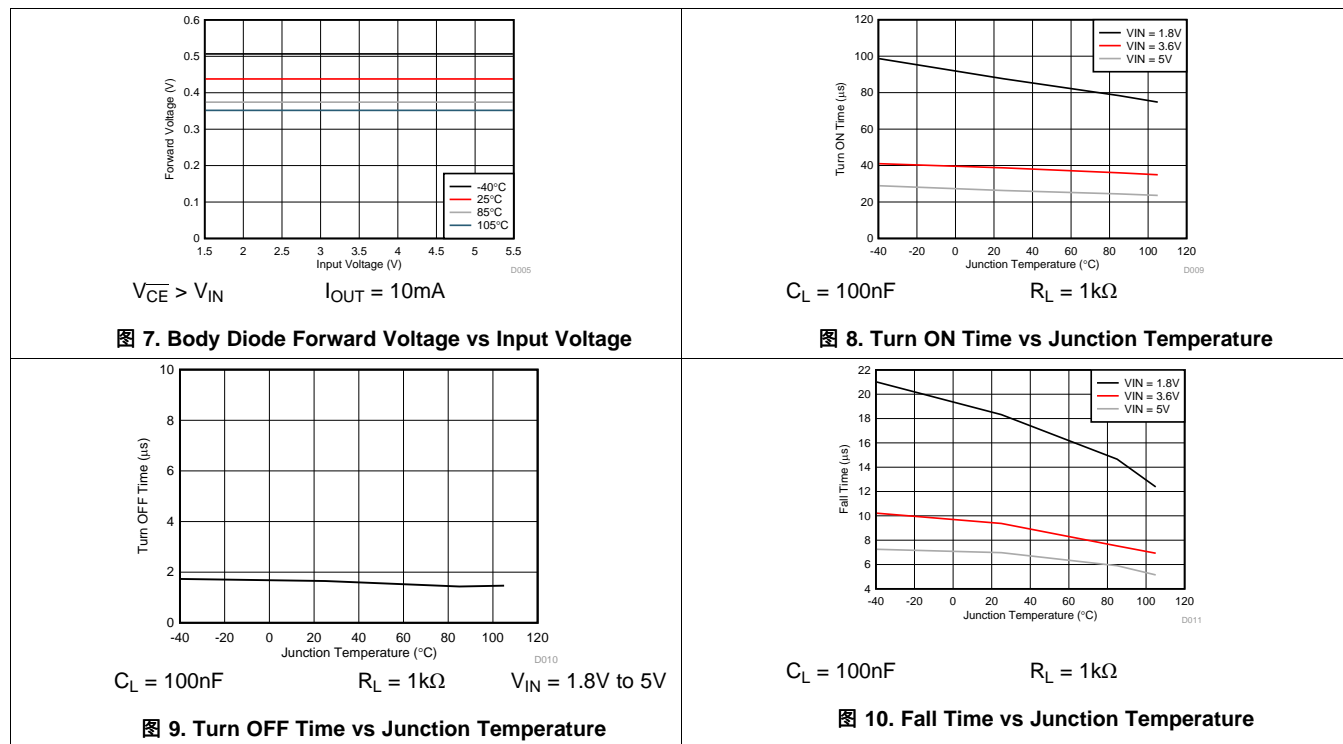 0.6
0.5
0.4
0.3
0.2
0.1
0
Forward Voltage (V)
-40°C
25°C
85°C
105°C
1.5 2 2.5 3 3.5 4 4.5 5 5.5
Input Voltage (V)
D005
V_CE̅ > V_IN I_OUT = 10mA
图 7. Body Diode Forward Voltage vs Input Voltage
120
100
80
60
40
20
0
Turn ON Time (μs)
VIN = 1.8V
VIN = 3.6V
VIN = 5V
-40 -20 0 20 40 60 80 100 120
Junction Temperature (°C)
D009
C_L = 100nF R_L = 1kΩ
图 8. Turn ON Time vs Junction Temperature
10
8
6
4
2
0
Turn OFF Time (μs)
-40 -20 0 20 40 60 80 100 120
Junction Temperature (°C)
D010
C_L = 100nF R_L = 1kΩ V_IN = 1.8V to 5V
图 9. Turn OFF Time vs Junction Temperature
22
20
18
16
14
12
10
8
6
4
Fall Time (μs)
VIN = 1.8V
VIN = 3.6V
VIN = 5V
-40 -20 0 20 40 60 80 100 120
Junction Temperature (°C)
D011
C_L = 100nF R_L = 1kΩ
图 10. Fall Time vs Junction Temperature